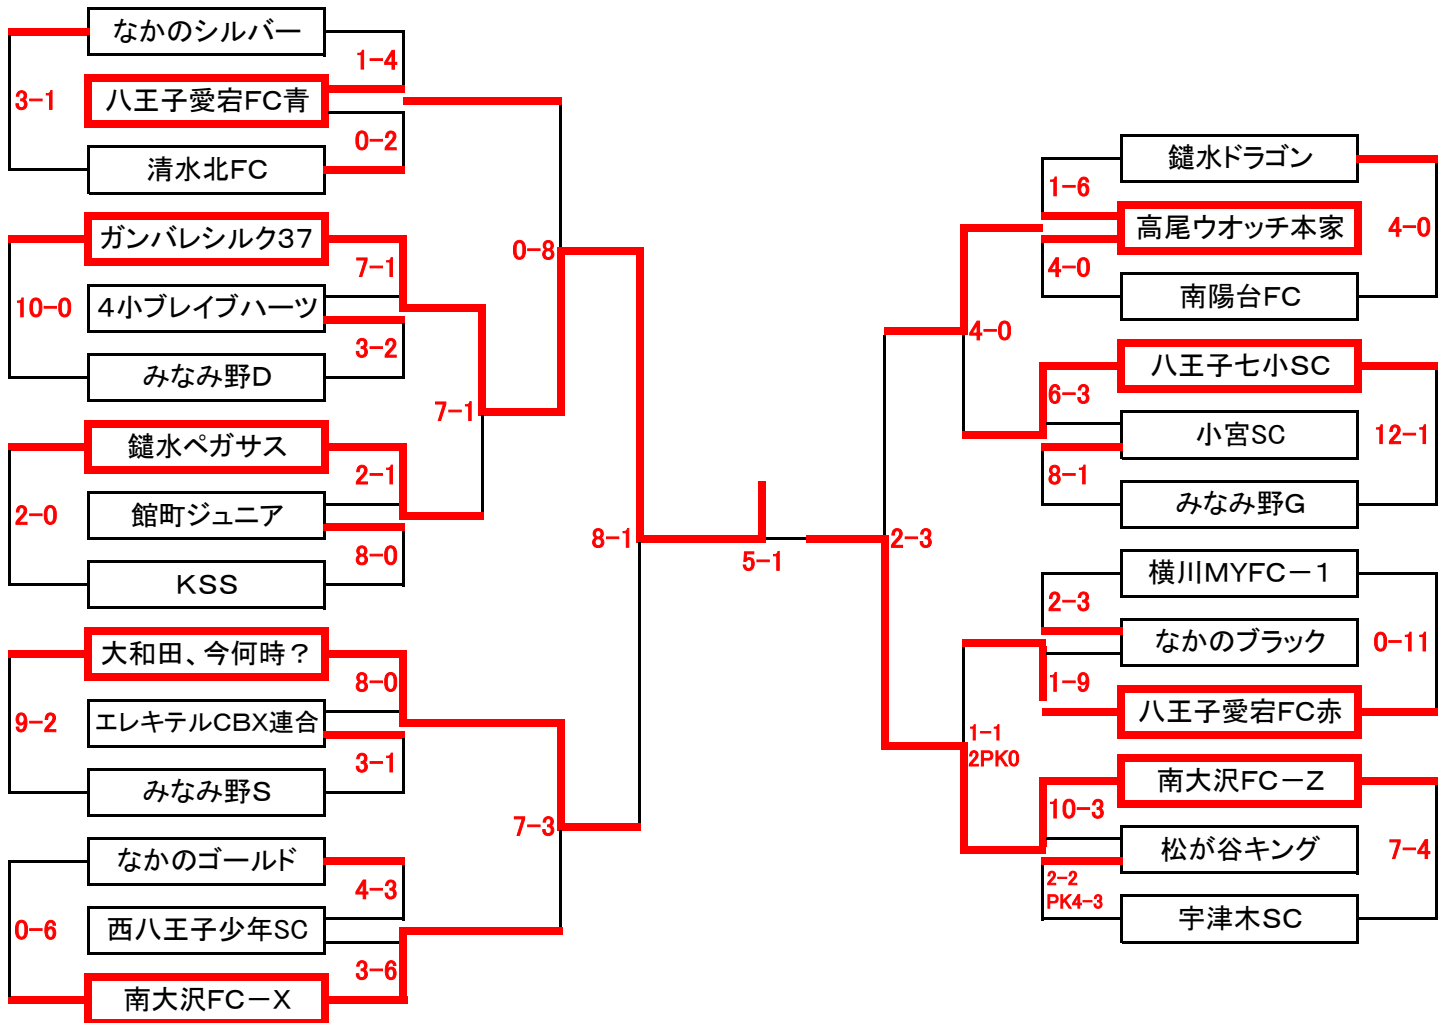 なかのシルバー
1-4
3-1
八王子愛宕FC青
0-2
清水北FC
ガンバレシルク37
7-1
10-0
4小ブレイブハーツ
3-2
みなみ野D
0-8
7-1
鑓水ペガサス
2-1
2-0
館町ジュニア
8-0
KSS
8-1
大和田、今何時?
8-0
9-2
エレキテルCBX連合
3-1
みなみ野S
7-3
なかのゴールド
4-3
0-6
西八王子少年SC
3-6
南大沢FC-X
5-1
鑓水ドラゴン
1-6
高尾ウオッチ本家
4-0
4-0
南陽台FC
4-0
八王子七小SC
6-3
小宮SC
12-1
8-1
みなみ野G
2-3
横川MYFC-1
2-3
なかのブラック
0-11
1-9
八王子愛宕FC赤
1-1
2PK0
南大沢FC-Z
10-3
松が谷キング
7-4
2-2
PK4-3
宇津木SC